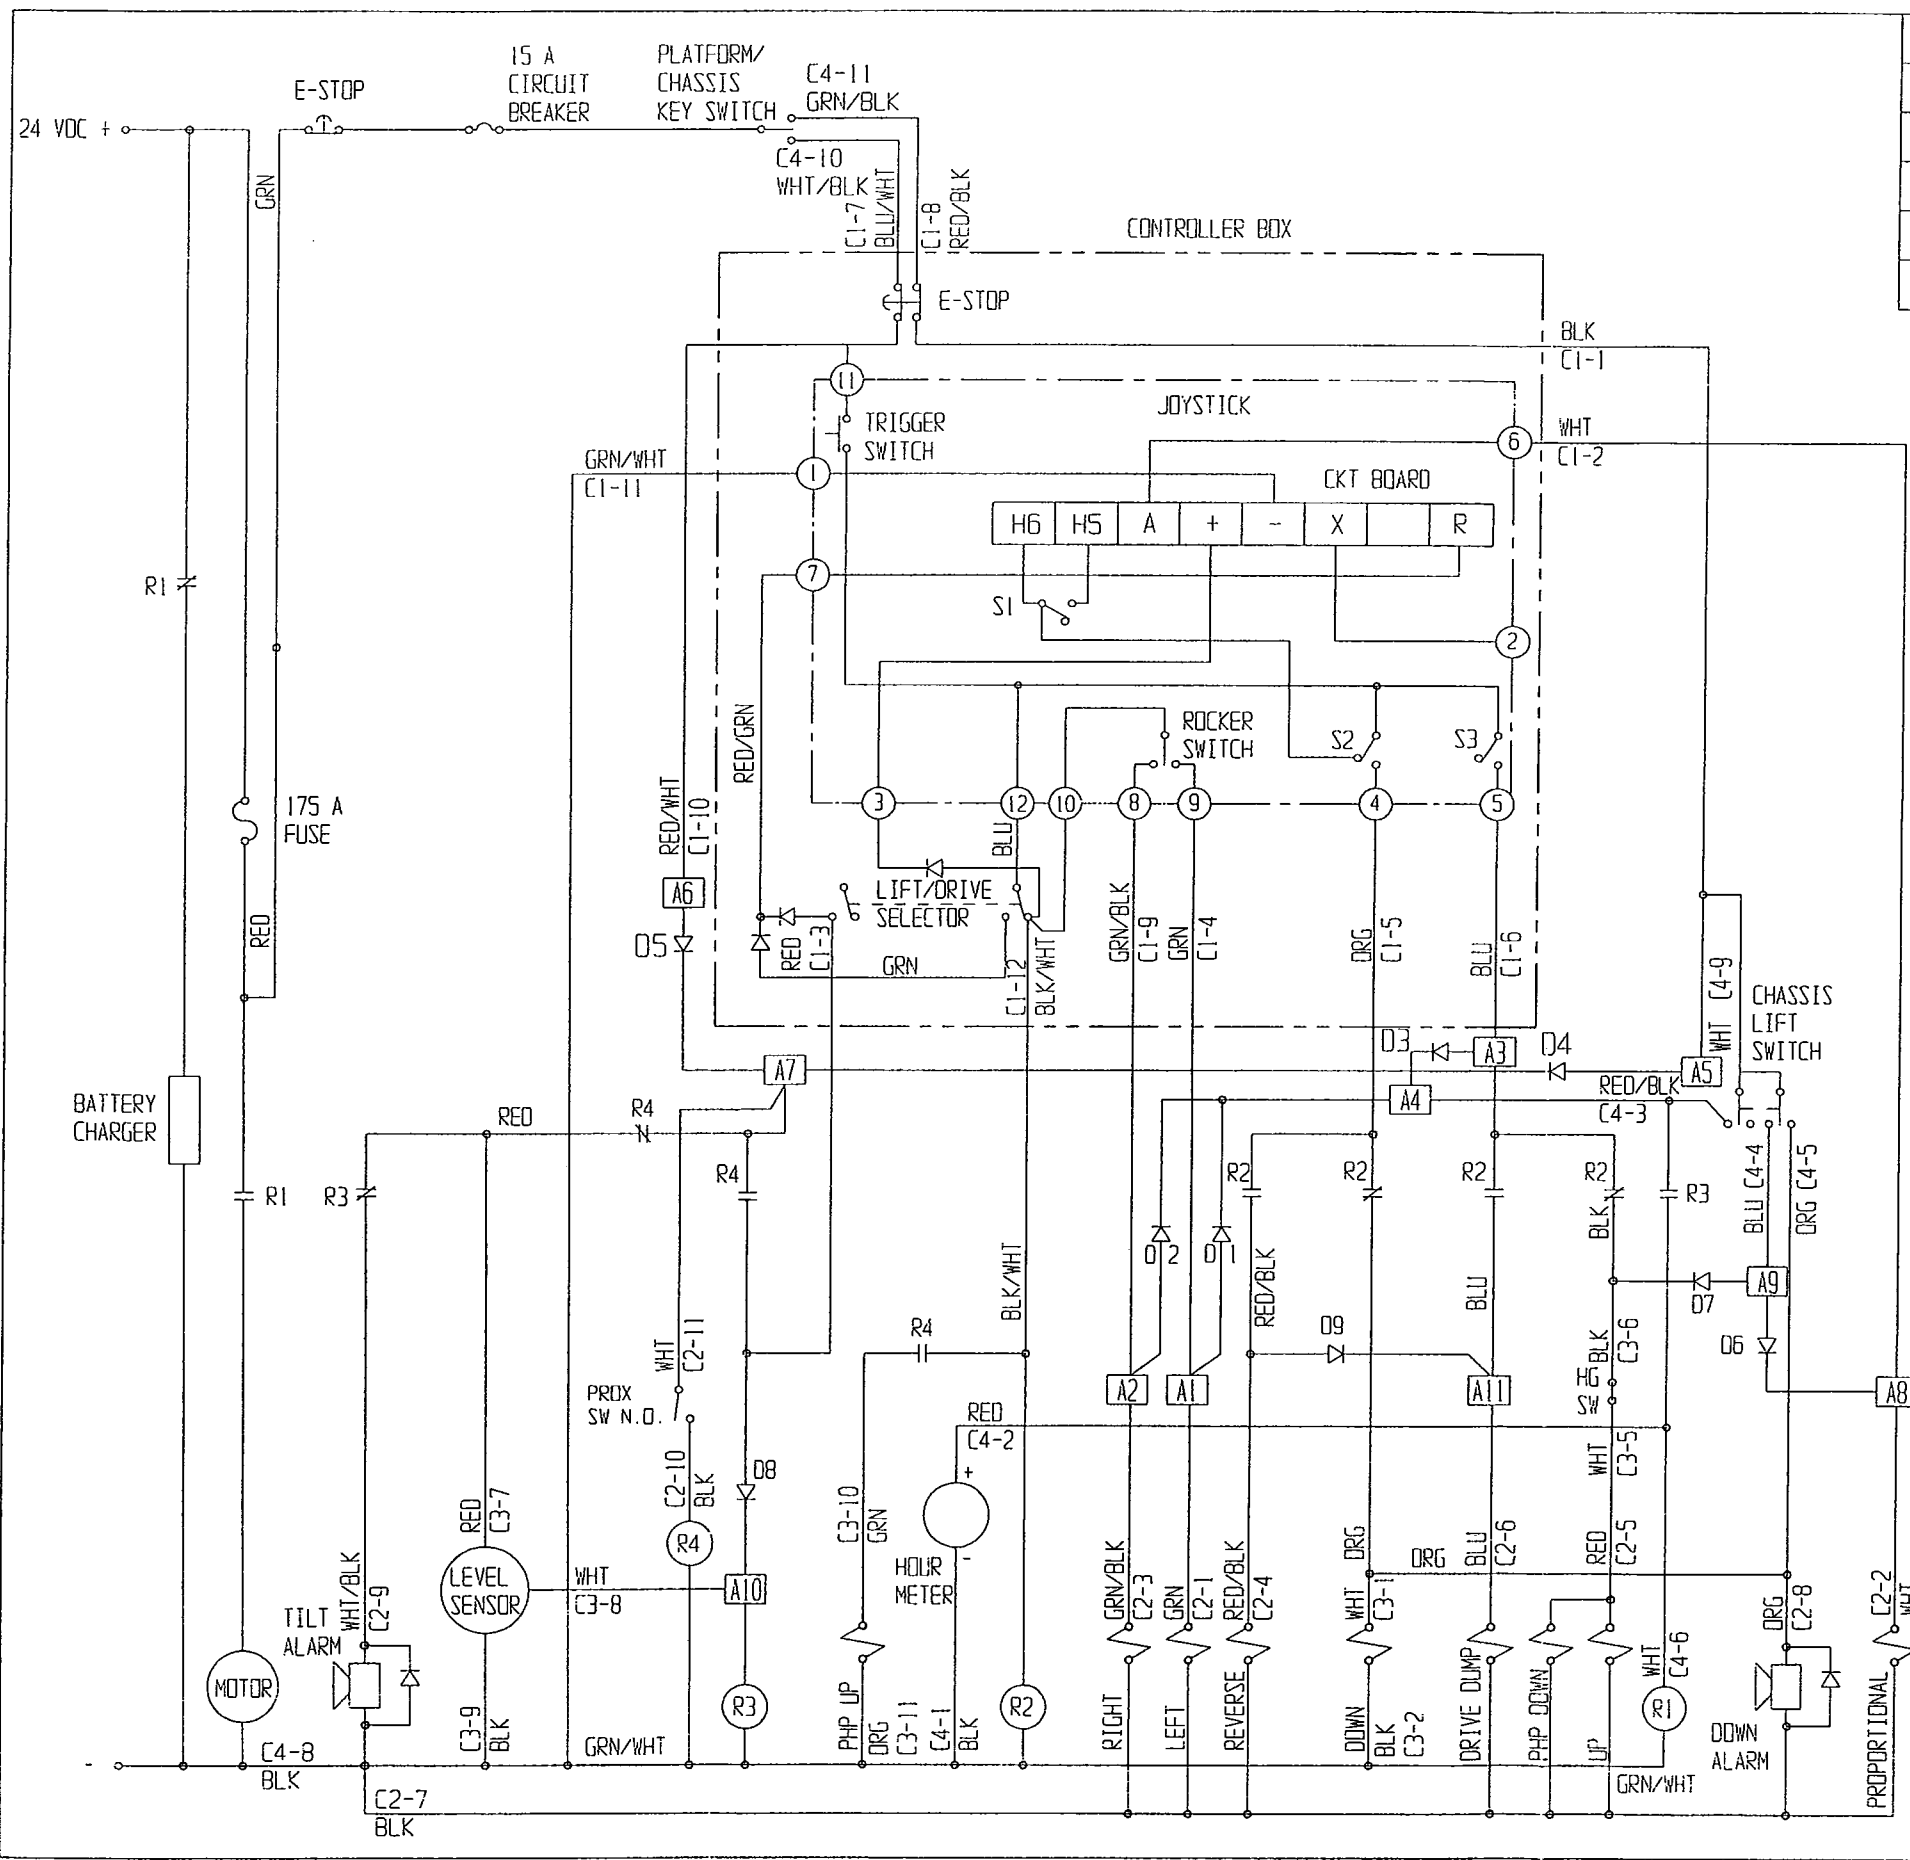 15 A
CIRCUIT
BREAKER
PLATFORM/
CHASSIS
KEY SWITCH
C4-11
GRN/BLK
E-STOP
24 VDC +
GRN
C4-10
WHT/BLK
C1-7
BLU/WHT
C1-8
RED/BLK
CONTROLLER BOX
E-STOP
BLK
C1-1
11
JOYSTICK
TRIGGER
SWITCH
6
WHT
C1-2
GRN/WHT
C1-11
1
CKT BOARD
H6
H5
A
+
-
X
R
R1
7
S1
2
RED/GRN
ROCKER
SWITCH
S2
S3
175 A
FUSE
RED/WHT
C1-10
3
12
10
8
9
4
5
BLU
A6
LIFT/DRIVE
SELECTOR
RED
D5
RED
C1-3
GRN
C1-12
BLK/WHT
GRN/BLK
C1-9
GRN
C1-4
ORG
C1-5
BLU
C1-6
WHT
C4-9
CHASSIS
LIFT
SWITCH
D3
A3
D4
A7
A5
BATTERY
CHARGER
RED
R4
A4
RED/BLK
C4-3
R4
R2
R2
R2
R2
R3
R1
R3
BLU C4-4
ORG C4-5
BLK
D2
D1
RED/BLK
BLU
BLK/WHT
A9
D7
WHT
C2-11
R4
D9
BLK
C3-6
D6
PROX
SW N.O.
A2
A1
A11
HG
SW
A8
RED
C4-2
WHT
C3-5
C2-10
BLK
D8
+
C3-10
GRN
RED
C3-7
R4
HOUR
METER
-
ORG
ORG
LEVEL
SENSOR
WHT
C3-8
A10
WHT/BLK
C2-9
TILT
ALARM
GRN/BLK
C2-3
GRN
C2-1
RED/BLK
C2-4
WHT
C3-1
BLU
C2-6
RED
C2-5
ORG
C2-8
C2-2
WHT
MOTOR
C3-9
BLK
R3
PHP UP
ORG
C3-11
C4-1
BLK
R2
RIGHT
LEFT
REVERSE
DOWN
BLK
C3-2
DRIVE DUMP
PHP DOWN
UP
WHT
C4-6
R1
DOWN
ALARM
PROPORTIONAL
-
C4-8
BLK
GRN/WHT
GRN/WHT
C2-7
BLK